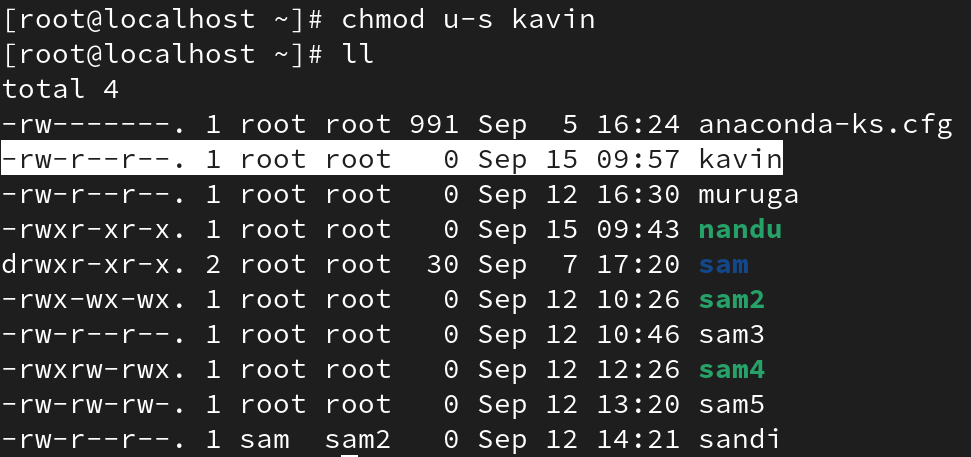 [root@localhost ~]# chmod u-s kavin
[root@localhost ~]# ll
total 4
-rw-------. 1 root root 991 Sep  5 16:24 anaconda-ks.cfg
-rw-r--r--. 1 root root   0 Sep 15 09:57 kavin
-rw-r--r--. 1 root root   0 Sep 12 16:30 muruga
-rwxr-xr-x. 1 root root   0 Sep 15 09:43 nandu
drwxr-xr-x. 2 root root  30 Sep  7 17:20 sam
-rwx-wx-wx. 1 root root   0 Sep 12 10:26 sam2
-rw-r--r--. 1 root root   0 Sep 12 10:46 sam3
-rwxrw-rwx. 1 root root   0 Sep 12 12:26 sam4
-rw-rw-rw-. 1 root root   0 Sep 12 13:20 sam5
-rw-r--r--. 1 sam  sam2   0 Sep 12 14:21 sandi